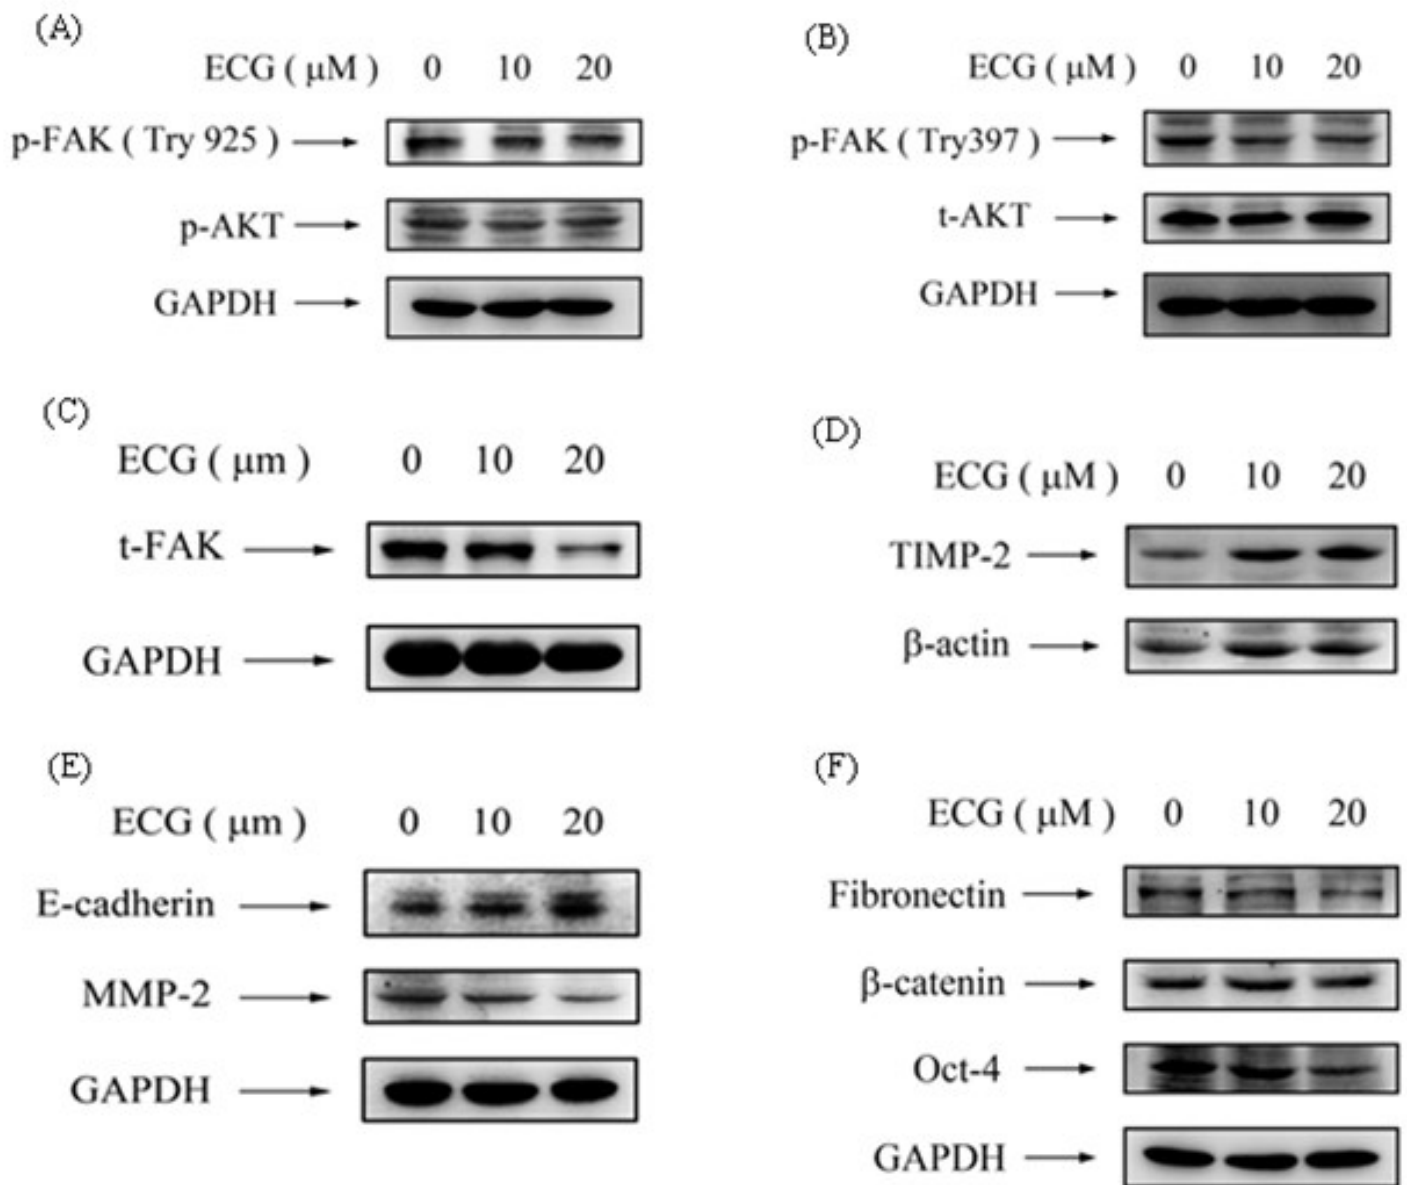 (A)
ECG ( μM ) 0 10 20
p-FAK ( Try 925 )
p-AKT
GAPDH
(B)
ECG ( μM ) 0 10 20
p-FAK ( Try397 )
t-AKT
GAPDH
(C)
ECG ( μm ) 0 10 20
t-FAK
GAPDH
(D)
ECG ( μM ) 0 10 20
TIMP-2
β-actin
(E)
ECG ( μm ) 0 10 20
E-cadherin
MMP-2
GAPDH
(F)
ECG ( μM ) 0 10 20
Fibronectin
β-catenin
Oct-4
GAPDH